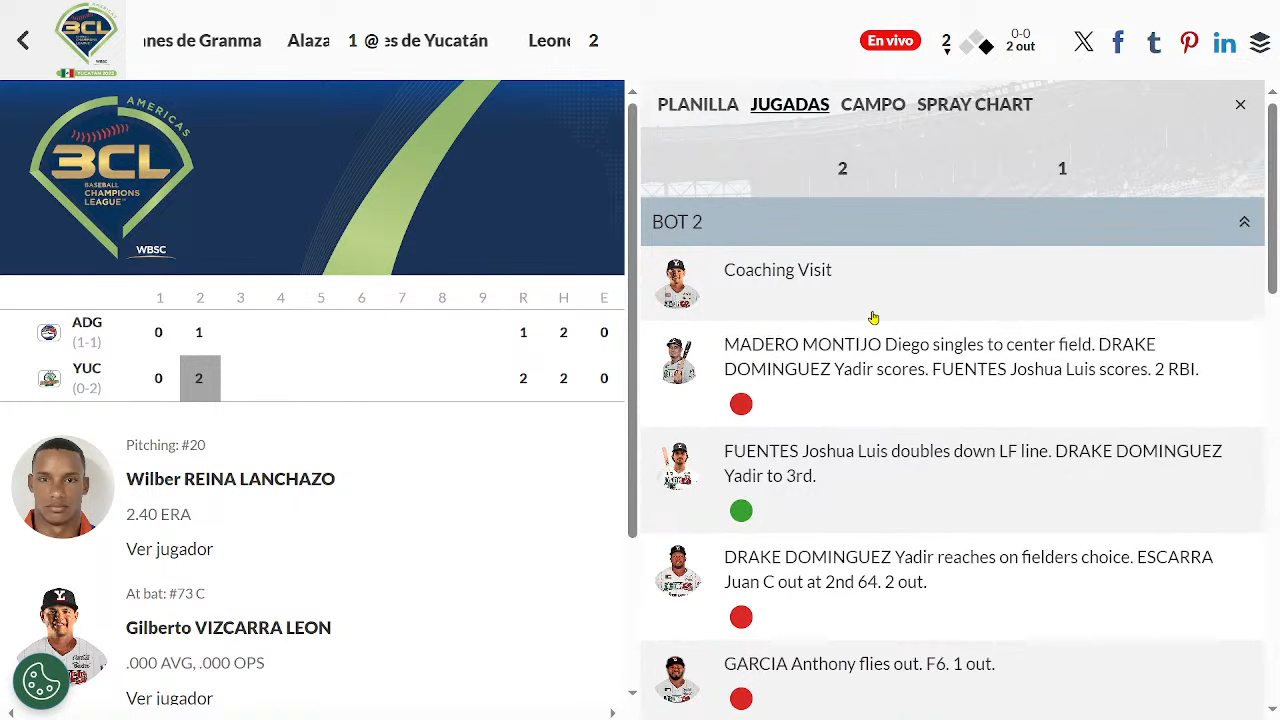 3CL
YUCATÁN 2023
nes de Granma Alaza 1 @ es de Yucatán Leone 2
En vivo
2
0-0
2 out
AMERICAS
3CL
BASEBALL
CHAMPIONS
LEAGUE
WBSC
1 2 3 4 5 6 7 8 9 R H E
ADG 0 1 1 2 0
(1-1)
YUC 0 2 2 2 0
(0-2)
Pitching: #20
Wilber REINA LANCHAZO
2.40 ERA
Ver jugador
At bat: #73 C
Gilberto VIZCARRA LEON
.000 AVG, .000 OPS
Ver jugador
PLANILLA JUGADAS CAMPO SPRAY CHART
2 1
BOT 2
Coaching Visit
MADERO MONTIJO Diego singles to center field. DRAKE
DOMINGUEZ Yadir scores. FUENTES Joshua Luis scores. 2 RBI.
FUENTES Joshua Luis doubles down LF line. DRAKE DOMINGUEZ
Yadir to 3rd.
DRAKE DOMINGUEZ Yadir reaches on fielders choice. ESCARRA
Juan C out at 2nd 64. 2 out.
GARCIA Anthony flies out. F6. 1 out.